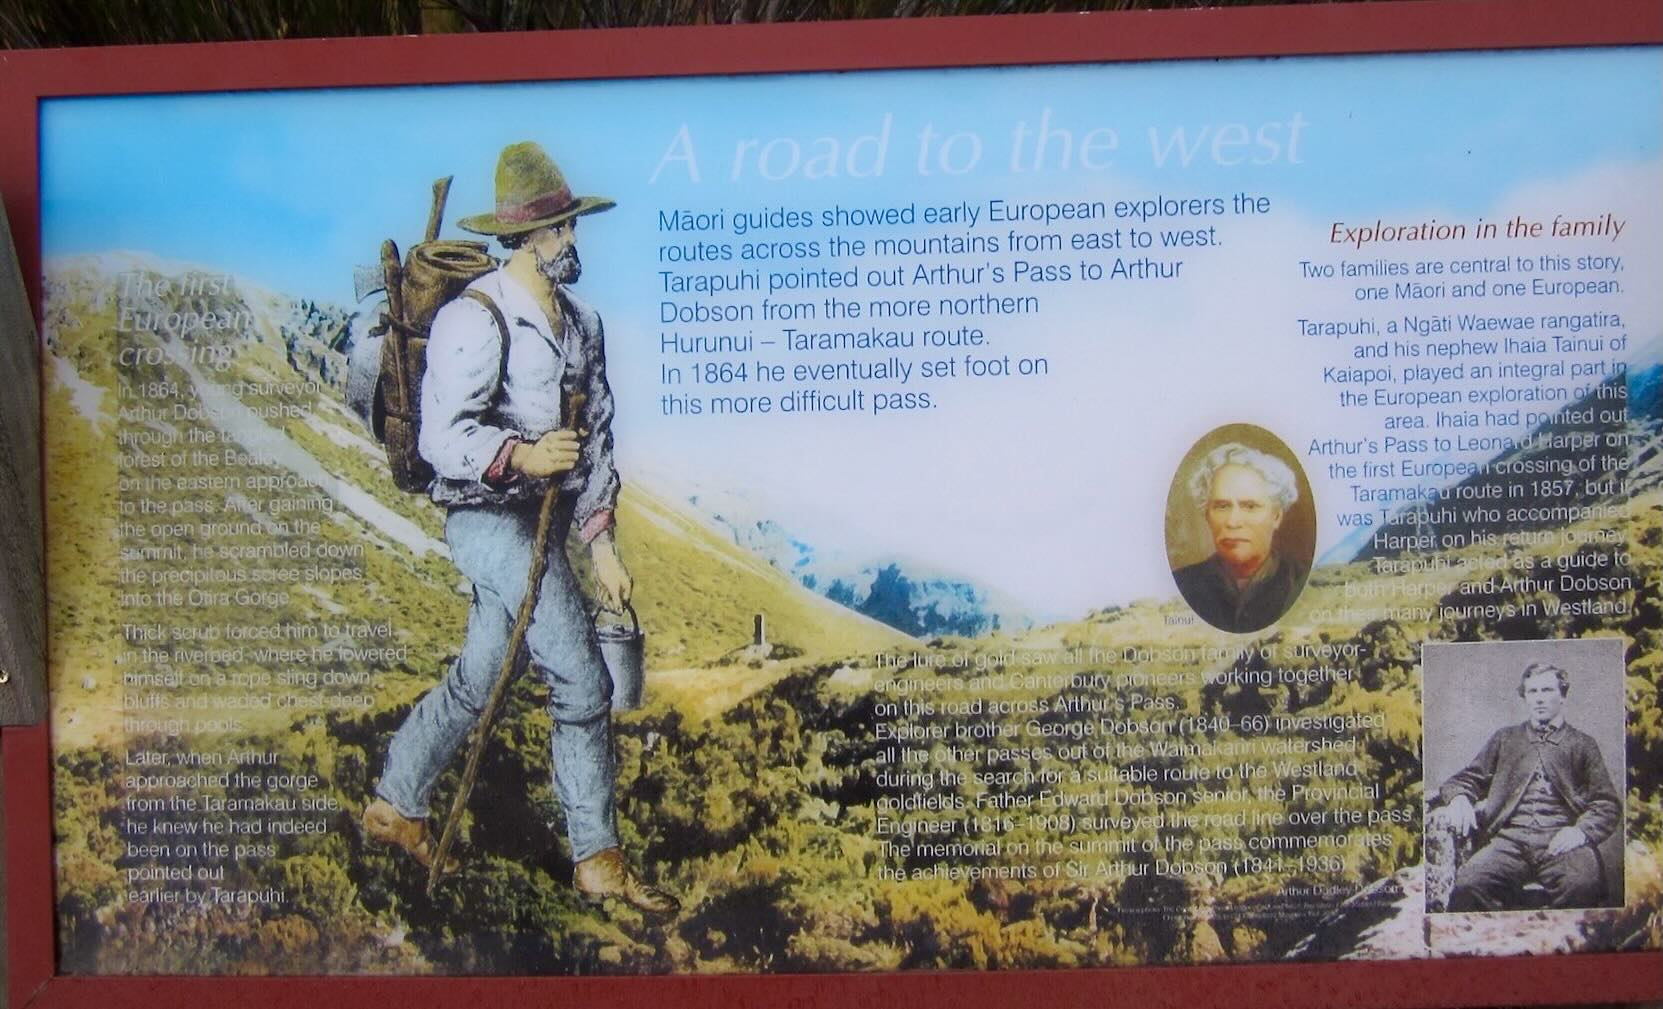 A road to the west
Māori guides showed early European explorers the
routes across the mountains from east to west.
Tarapuhi pointed out Arthur's Pass to Arthur
Dobson from the more northern
Hurunui – Taramakau route.
In 1864 he eventually set foot on
this more difficult pass.
The first
European
crossing
In 1864, young surveyor
Arthur Dobson pushed
through the tangled
forest of the Bealey
on the eastern approach
to the pass. After gaining
the open ground on the
summit, he scrambled down
the precipitous scree slopes
into the Otira Gorge.
Thick scrub forced him to travel
in the riverbed, where he lowered
himself on a rope sling down
bluffs and waded chest-deep
through pools.
Later, when Arthur
approached the gorge
from the Taramakau side,
he knew he had indeed
been on the pass
pointed out
earlier by Tarapuhi.
Exploration in the family
Two families are central to this story,
one Māori and one European.
Tarapuhi, a Ngāti Waewae rangatira,
and his nephew Ihaia Tainui of
Kaiapoi, played an integral part in
the European exploration of this
area. Ihaia had pointed out
Arthur's Pass to Leonard Harper on
the first European crossing of the
Taramakau route in 1857, but it
was Tarapuhi who accompanied
Harper on his return journey.
Tarapuhi acted as a guide to
both Harper and Arthur Dobson
on their many journeys in Westland.
Tainui
The lure of gold saw all the Dobson family of surveyor-
engineers and Canterbury pioneers working together
on this road across Arthur's Pass.
Explorer brother George Dobson (1840–66) investigated
all the other passes out of the Waimakariri watershed
during the search for a suitable route to the Westland
goldfields. Father Edward Dobson senior, the Provincial
Engineer (1816–1908) surveyed the road line over the pass.
The memorial on the summit of the pass commemorates
the achievements of Sir Arthur Dobson (1841–1936)
Arthur Dudley Dobson